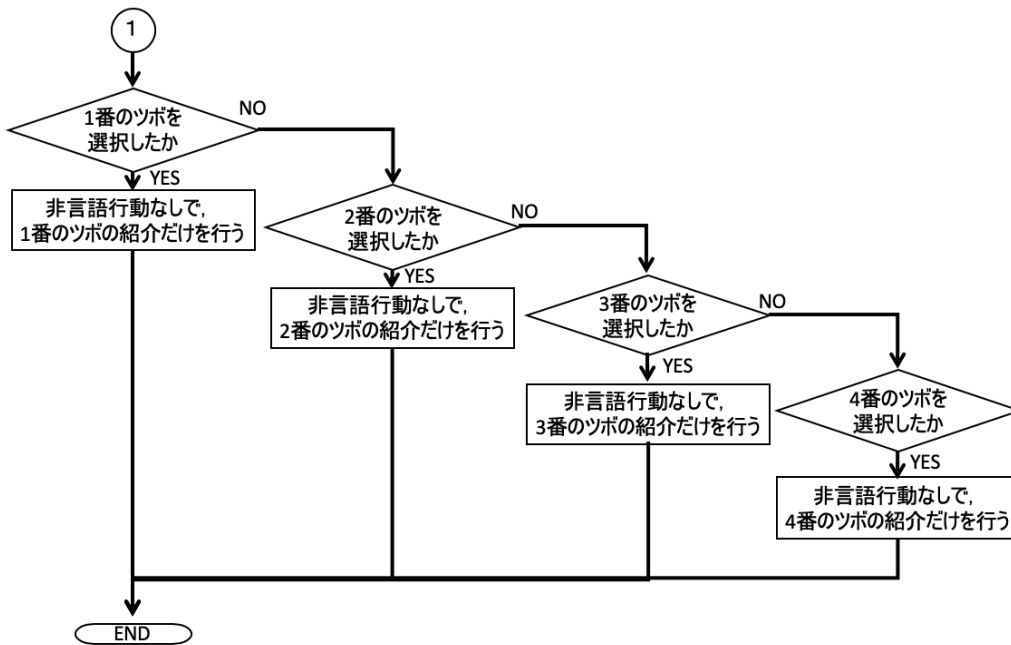 1
1番のツボを
選択したか
NO
YES
非言語行動なしで,
1番のツボの紹介だけを行う
2番のツボを
選択したか
NO
YES
非言語行動なしで,
2番のツボの紹介だけを行う
3番のツボを
選択したか
NO
YES
非言語行動なしで,
3番のツボの紹介だけを行う
4番のツボを
選択したか
YES
非言語行動なしで,
4番のツボの紹介だけを行う
END